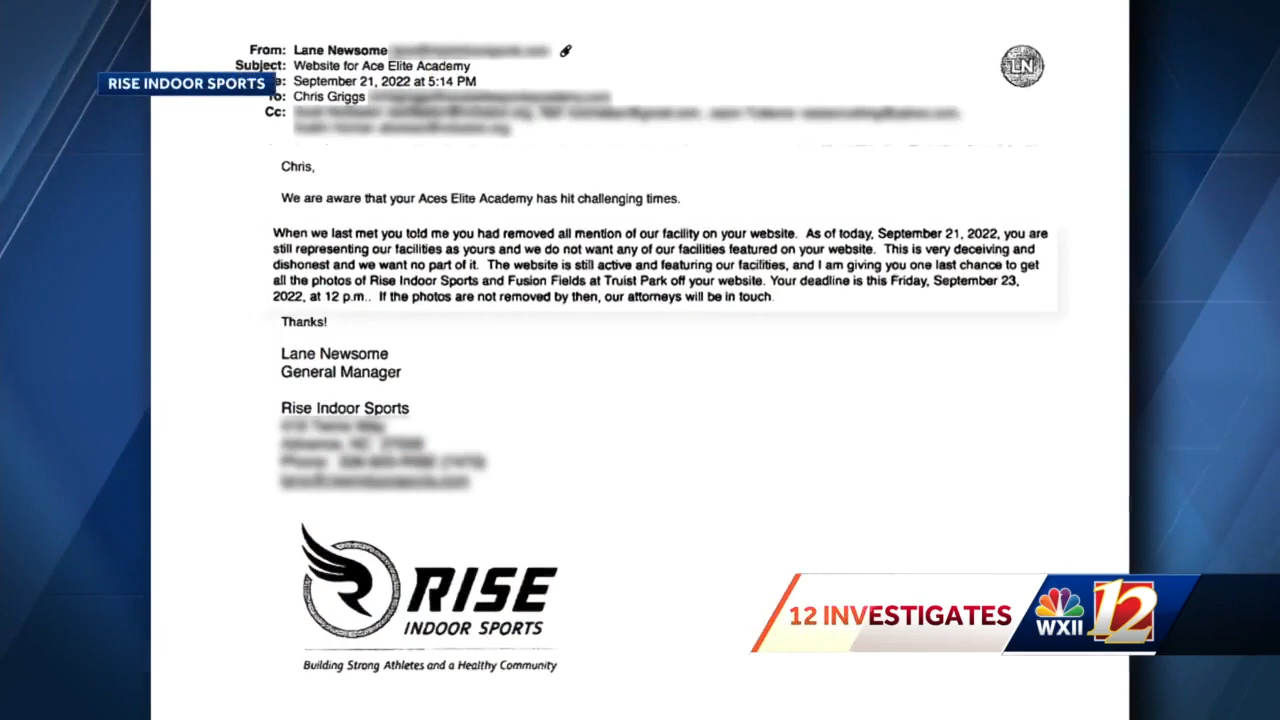 From: Lane Newsome
Subject: Website for Ace Elite Academy
RISE INDOOR SPORTS
September 21, 2022 at 5:14 PM
To: Chris Griggs
Cc:
LN
Chris,
We are aware that your Aces Elite Academy has hit challenging times.
When we last met you told me you had removed all mention of our facility on your website. As of today, September 21, 2022, you are
still representing our facilities as yours and we do not want any of our facilities featured on your website. This is very deceiving and
dishonest and we want no part of it. The website is still active and featuring our facilities, and I am giving you one last chance to get
all the photos of Rise Indoor Sports and Fusion Fields at Truist Park off your website. Your deadline is this Friday, September 23,
2022, at 12 p.m.. If the photos are not removed by then, our attorneys will be in touch.
Thanks!
Lane Newsome
General Manager
Rise Indoor Sports
RISE
INDOOR SPORTS
Building Strong Athletes and a Healthy Community
12 INVESTIGATES
WXII 12